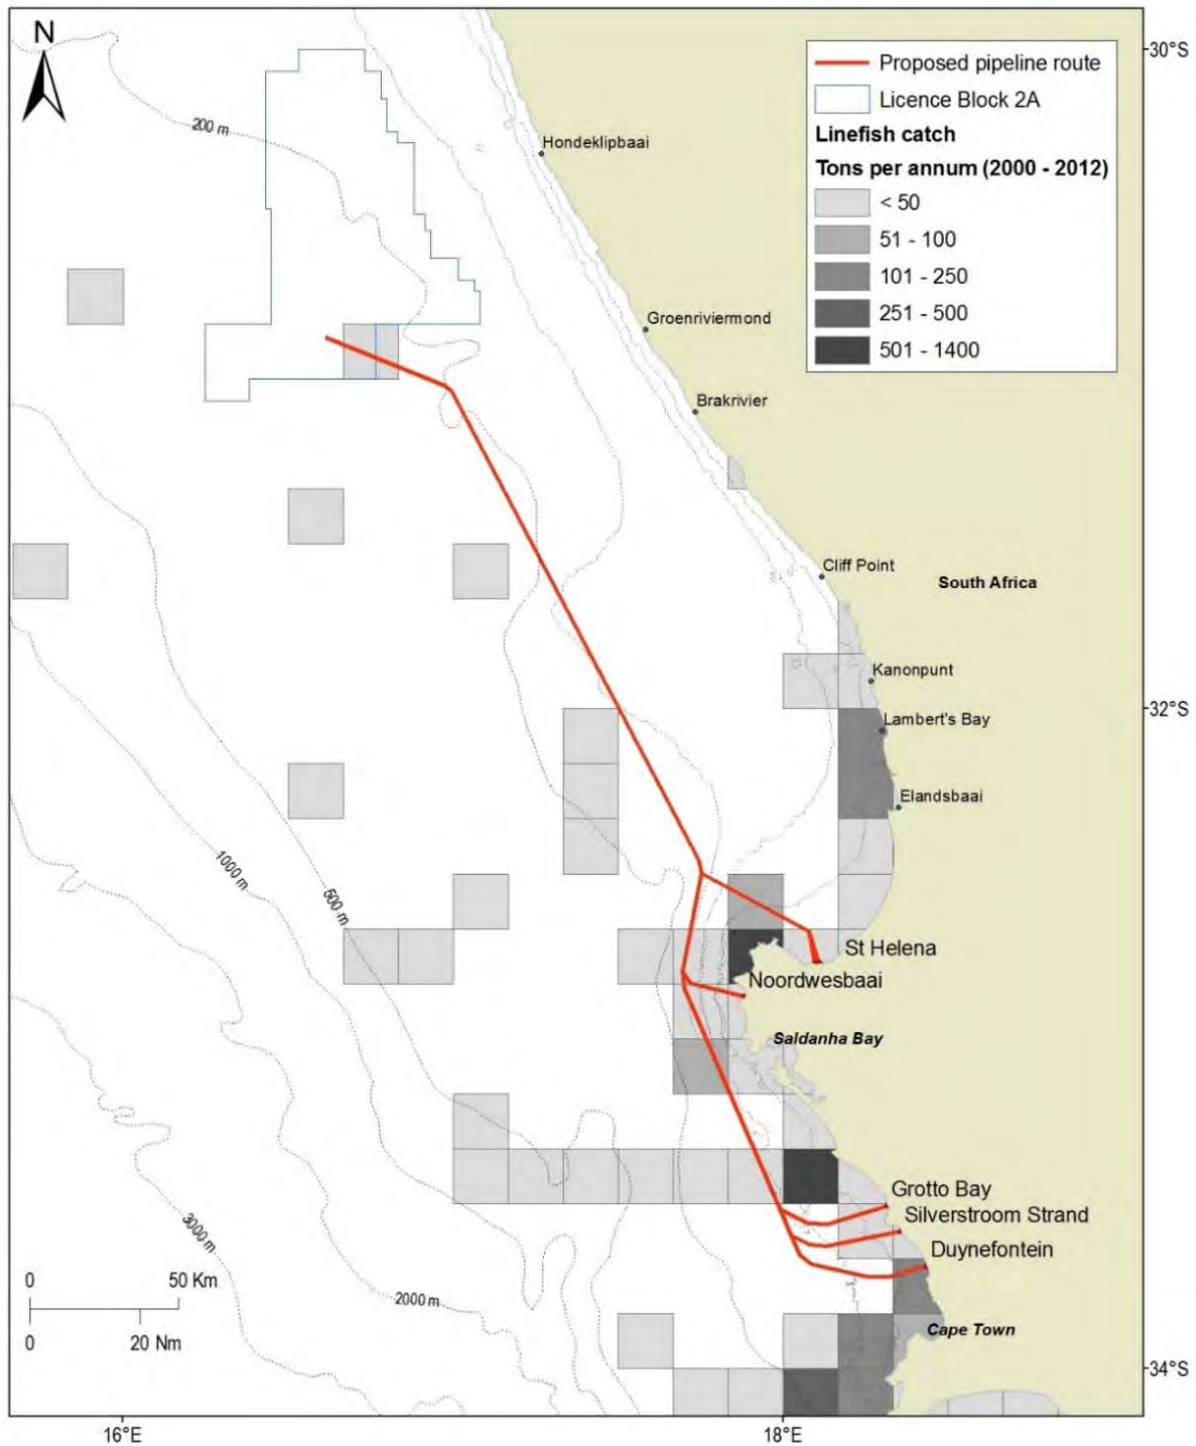 N
30°S
Proposed pipeline route
Licence Block 2A
Linefish catch
Tons per annum (2000 - 2012)
< 50
51 - 100
101 - 250
251 - 500
501 - 1400
200 m
Hondeklipbaai
Groenriviermond
Brakrivier
Cliff Point
South Africa
Kanonpunt
32°S
Lambert's Bay
Elandsbaai
1000 m
500 m
St Helena
Noordwesbaai
Saldanha Bay
Grotto Bay
Silverstroom Strand
3000 m
Duynefontein
0 50 Km
2000 m
0 20 Nm
Cape Town
34°S
16°E 18°E